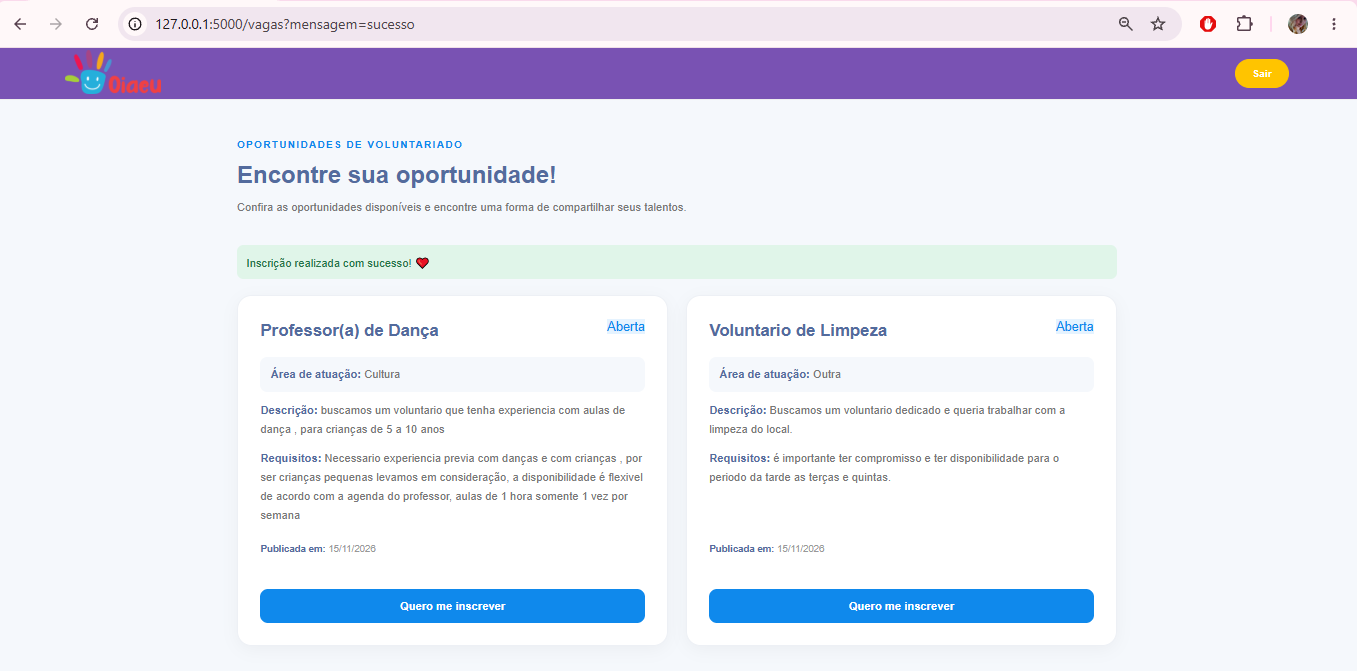 127.0.0.1:5000/vagas?mensagem=sucesso
Oiaeu
Sair
OPORTUNIDADES DE VOLUNTARIADO
Encontre sua oportunidade!
Confira as oportunidades disponíveis e encontre uma forma de compartilhar seus talentos.
Inscrição realizada com sucesso! ❤️
Professor(a) de Dança
Aberta
Área de atuação: Cultura
Descrição: buscamos um voluntario que tenha experiencia com aulas de
dança , para crianças de 5 a 10 anos
Requisitos: Necessario experiencia previa com danças e com crianças , por
ser crianças pequenas levamos em consideração, a disponibilidade é flexivel
de acordo com a agenda do professor, aulas de 1 hora somente 1 vez por
semana
Publicada em: 15/11/2026
Quero me inscrever
Voluntario de Limpeza
Aberta
Área de atuação: Outra
Descrição: Buscamos um voluntario dedicado e queria trabalhar com a
limpeza do local.
Requisitos: é importante ter compromisso e ter disponibilidade para o
periodo da tarde as terças e quintas.
Publicada em: 15/11/2026
Quero me inscrever